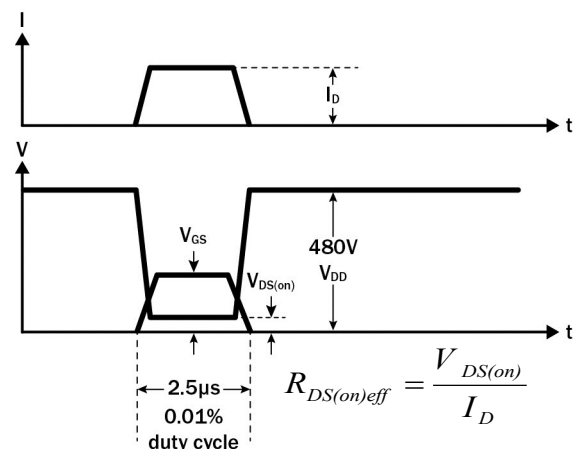 I
I_D
t
V
V_GS
480V
V_DD
V_DS(on)
t
2.5µs
0.01%
duty cycle
R_DS(on)eff = V_DS(on) / I_D